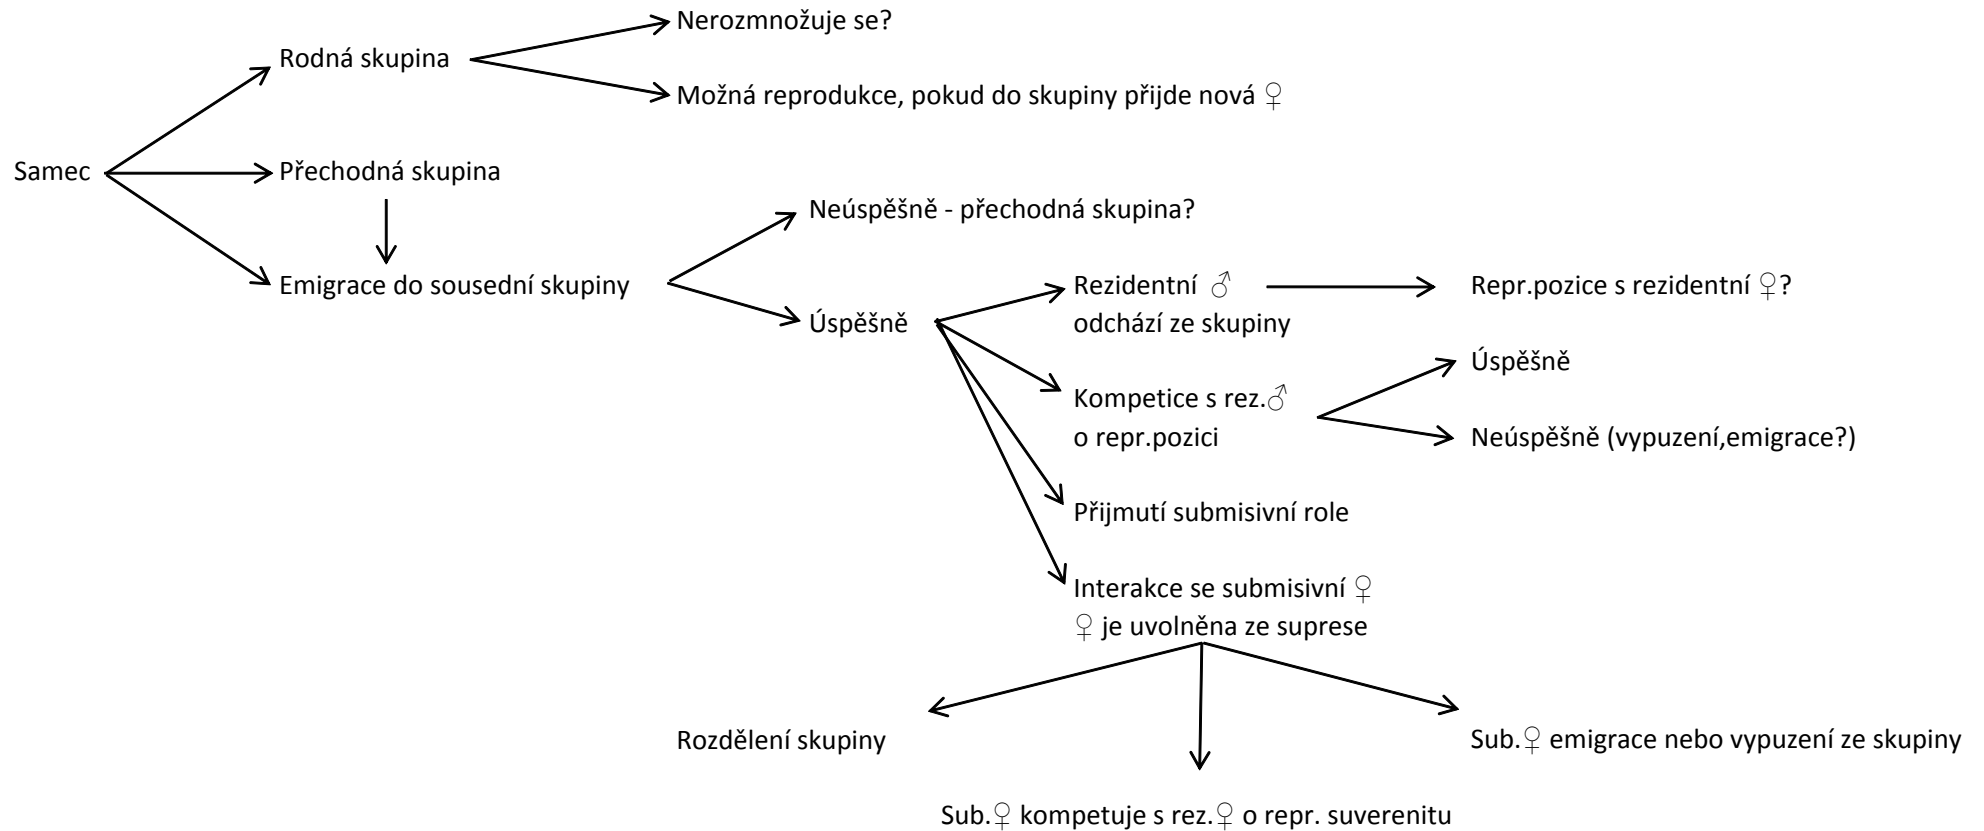 Nerozmnožuje se?
Rodná skupina
Možná reprodukce, pokud do skupiny přijde nová ♀
Samec
Přechodná skupina
Neúspěšně - přechodná skupina?
Emigrace do sousední skupiny
Rezidentní ♂
odchází ze skupiny
Repr.pozice s rezidentní ♀?
Úspěšně
Úspěšně
Kompetice s rez.♂
o repr.pozici
Neúspěšně (vypuzení,emigrace?)
Přijmutí submisivní role
Interakce se submisivní ♀
♀ je uvolněna ze suprese
Rozdělení skupiny
Sub.♀ emigrace nebo vypuzení ze skupiny
Sub.♀ kompetuje s rez.♀ o repr. suverenitu